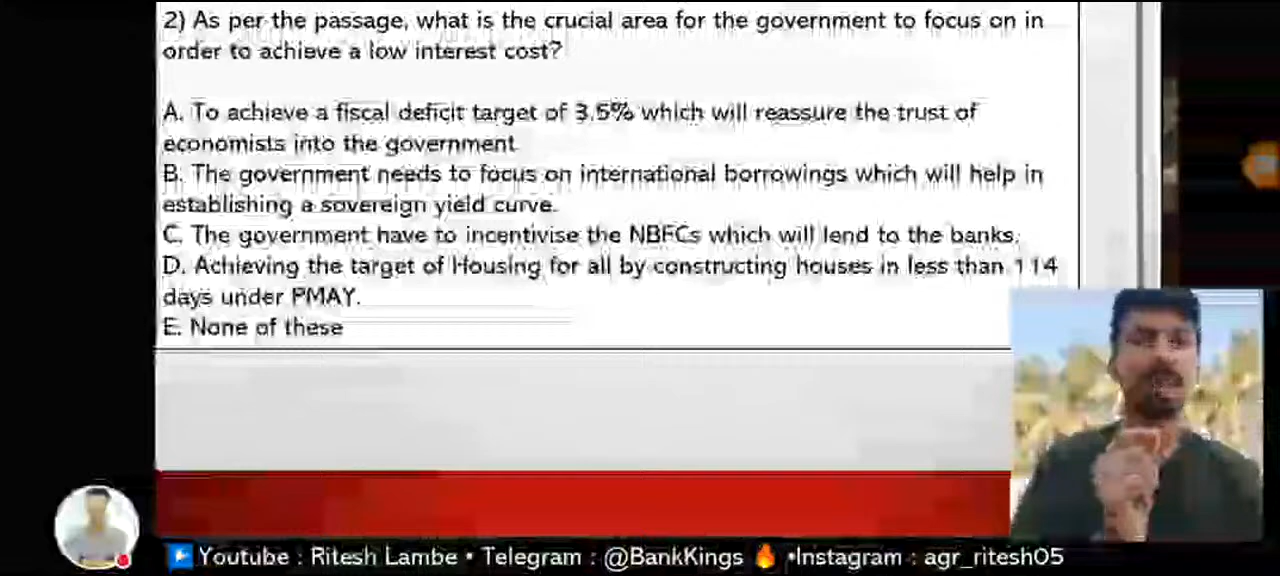 2) As per the passage, what is the crucial area for the government to focus on in
order to achieve a low interest cost?
A. To achieve a fiscal deficit target of 3.5% which will reassure the trust of
economists into the government
B. The government needs to focus on international borrowings which will help in
establishing a sovereign yield curve.
C. The government have to incentivise the NBFCs which will lend to the banks.
D. Achieving the target of Housing for all by constructing houses in less than 114
days under PMAY.
E. None of these
Youtube : Ritesh Lambe • Telegram : @BankKings 🔥 •Instagram : agr_ritesh05